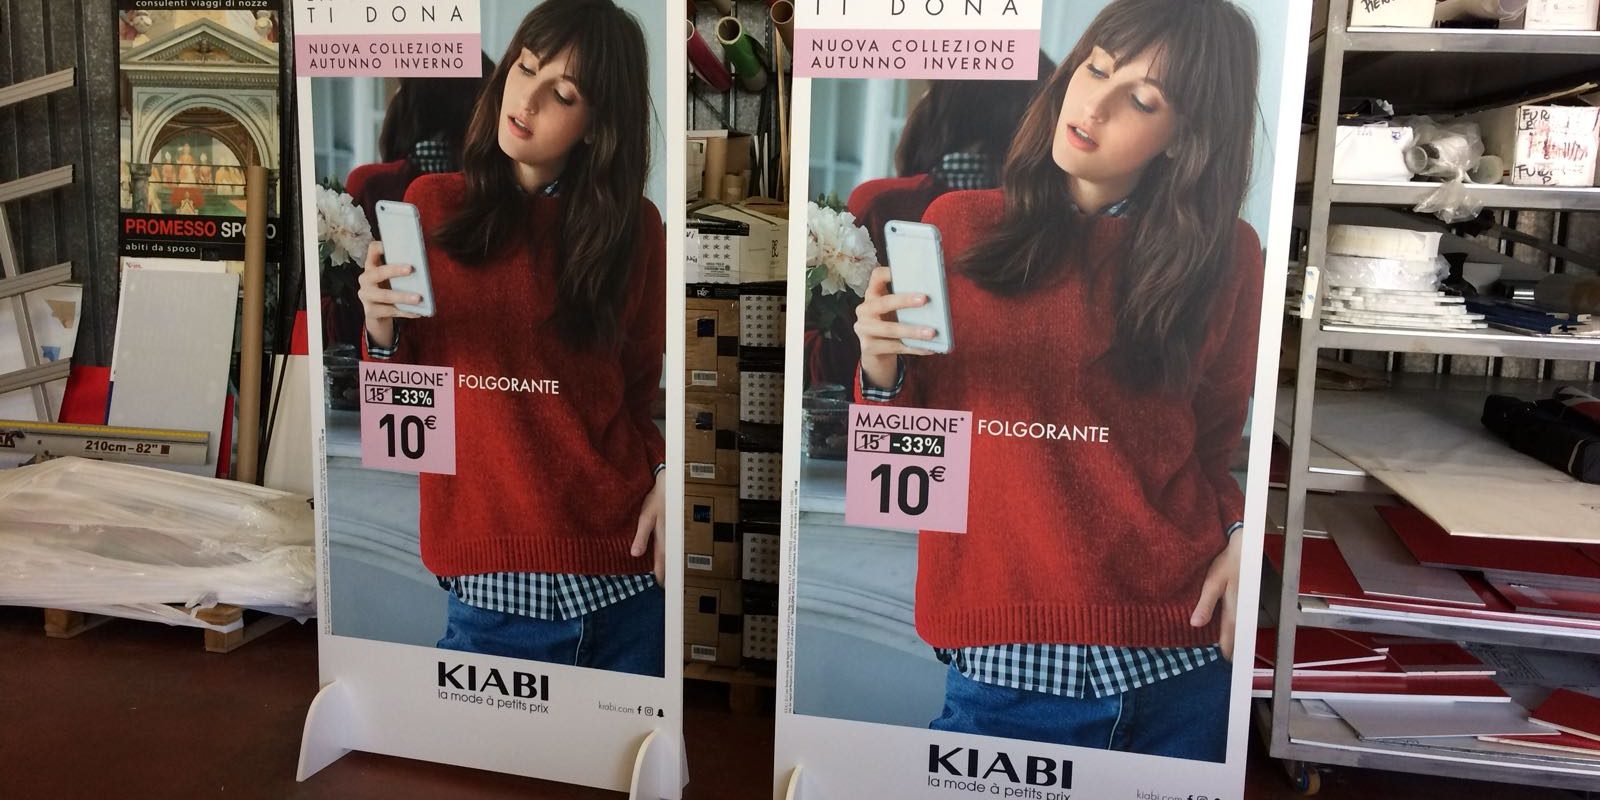 consulenti viaggi di nozze
PROMESSO SPOSO
abiti da sposo
210cm - 82"
TI DONA
NUOVA COLLEZIONE
AUTUNNO INVERNO
MAGLIONE*
FOLGORANTE
15€ -33%
10€
KIABI
la mode à petits prix
kiabi.com
TI DONA
NUOVA COLLEZIONE
AUTUNNO INVERNO
MAGLIONE*
FOLGORANTE
15€ -33%
10€
KIABI
la mode à petits prix
kiabi.com